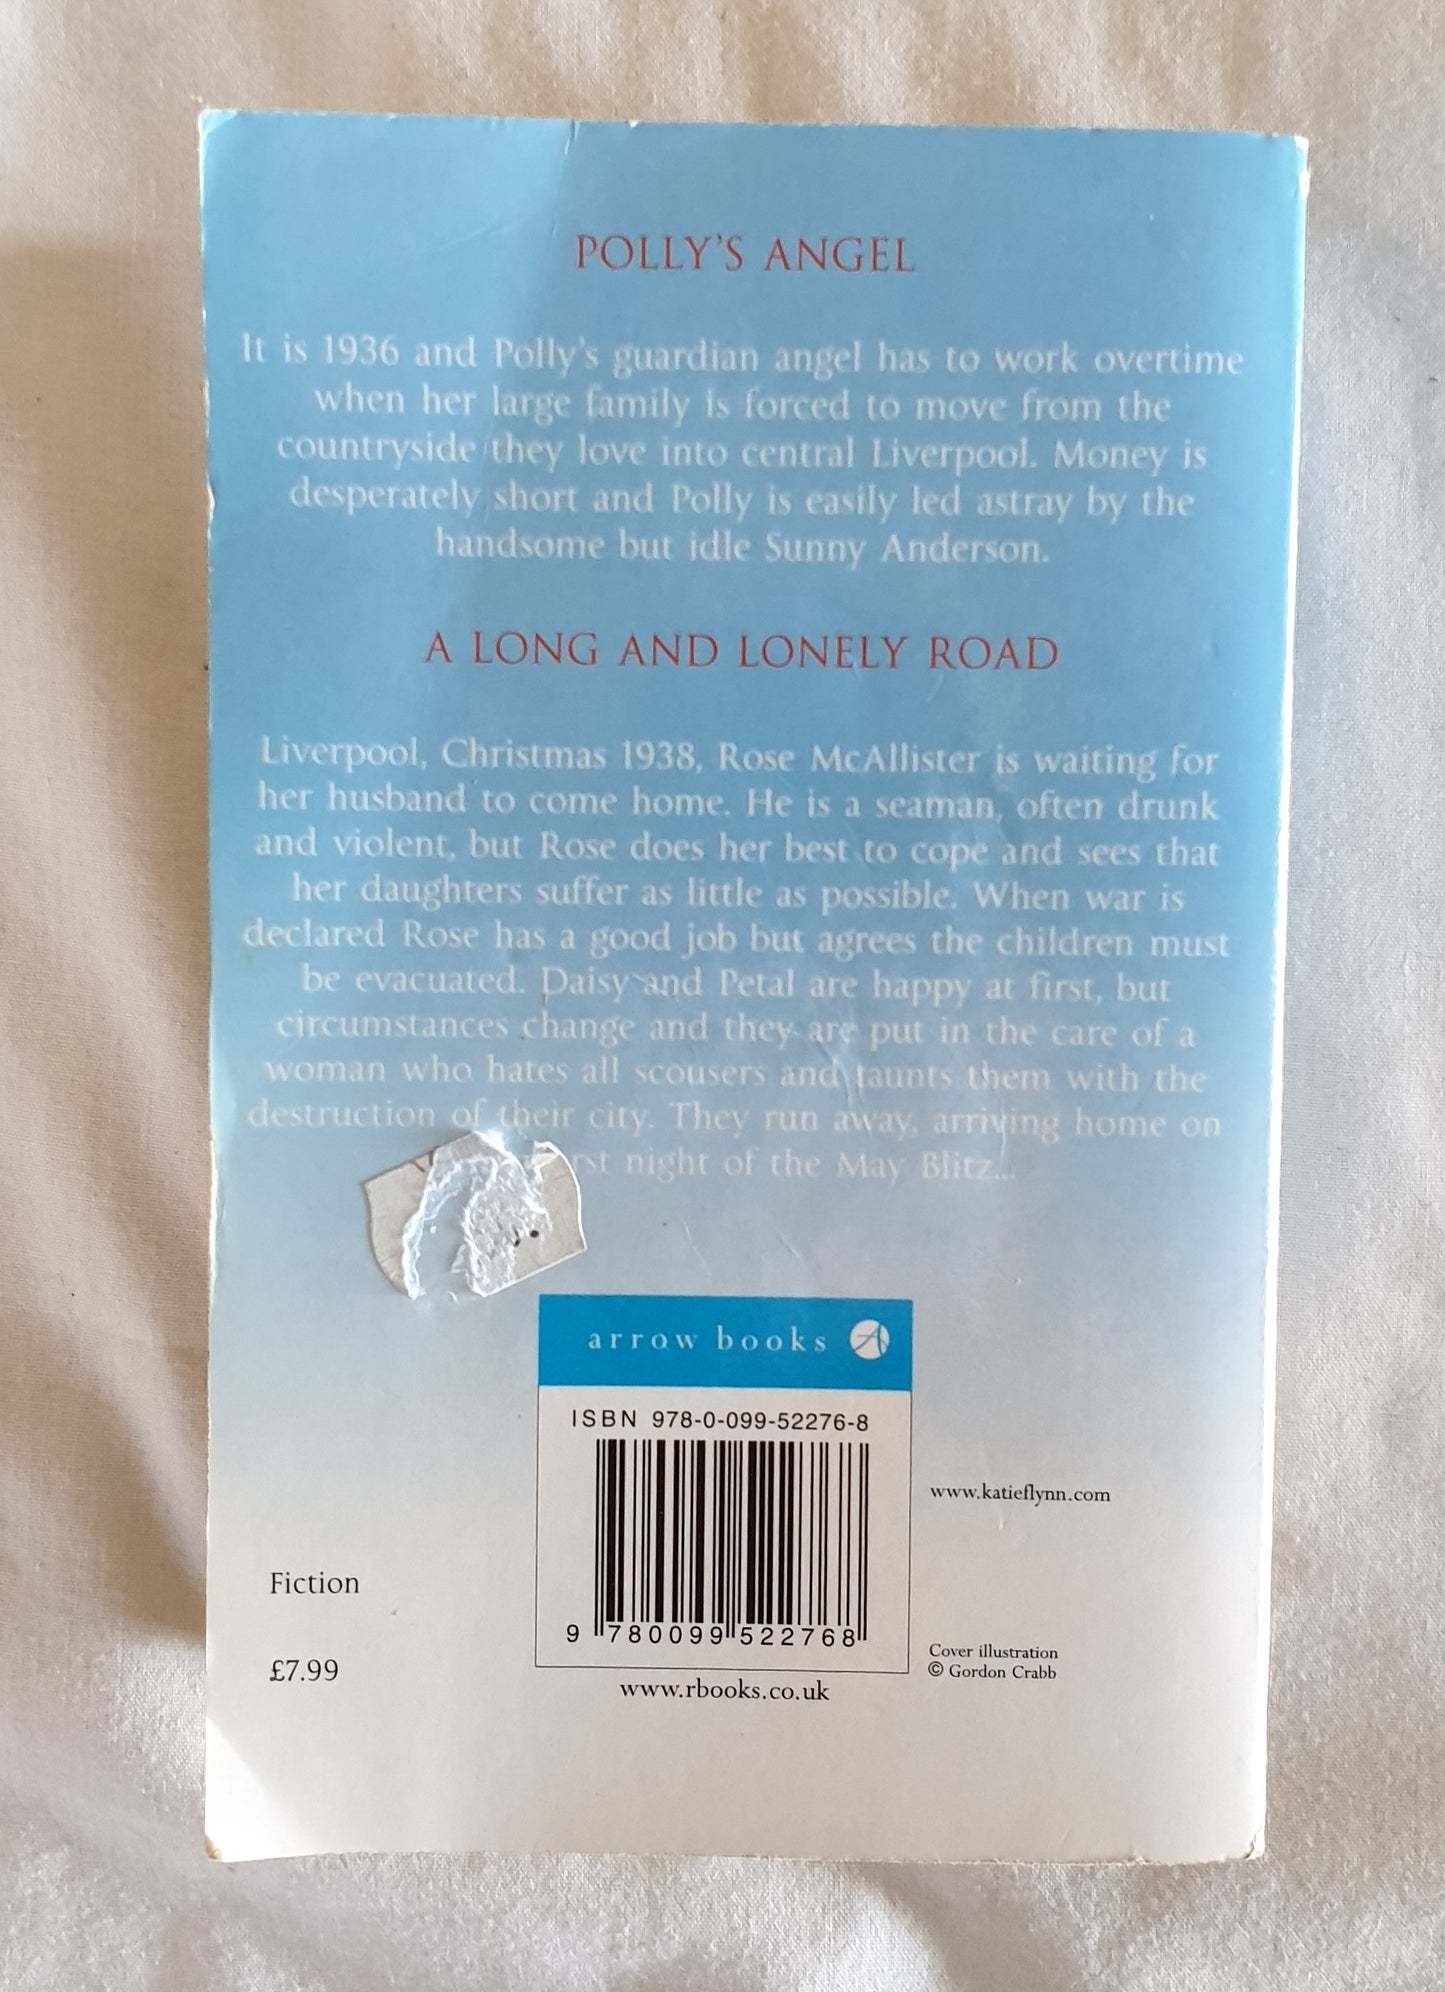 POLLY'S ANGEL
It is 1936 and Polly's guardian angel has to work overtime
when her large family is forced to move from the
countryside they love into central Liverpool. Money is
desperately short and Polly is easily led astray by the
handsome but idle Sunny Anderson.
A LONG AND LONELY ROAD
Liverpool, Christmas 1938, Rose McAllister is waiting for
her husband to come home. He is a seaman, often drunk
and violent, but Rose does her best to cope and sees that
her daughters suffer as little as possible. When war is
declared Rose has a good job but agrees the children must
be evacuated. Daisy and Petal are happy at first, but
circumstances change and they are put in the care of a
woman who hates all scousers and taunts them with the
destruction of their city. They run away, arriving home on
night of the May Blitz...
arrow books
ISBN 978-0-099-52276-8
9 780099 522768
www.katieflynn.com
Fiction
£7.99
Cover illustration
© Gordon Crabb
www.rbooks.co.uk